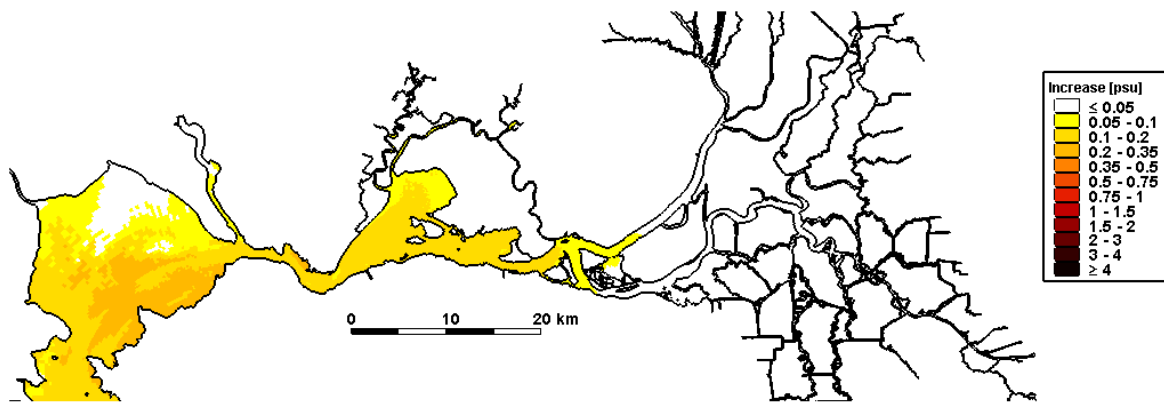 Increase [psu]
≤ 0.05
0.05 - 0.1
0.1 - 0.2
0.2 - 0.35
0.35 - 0.5
0.5 - 0.75
0.75 - 1
1 - 1.5
1.5 - 2
2 - 3
3 - 4
≥ 4
0 10 20 km